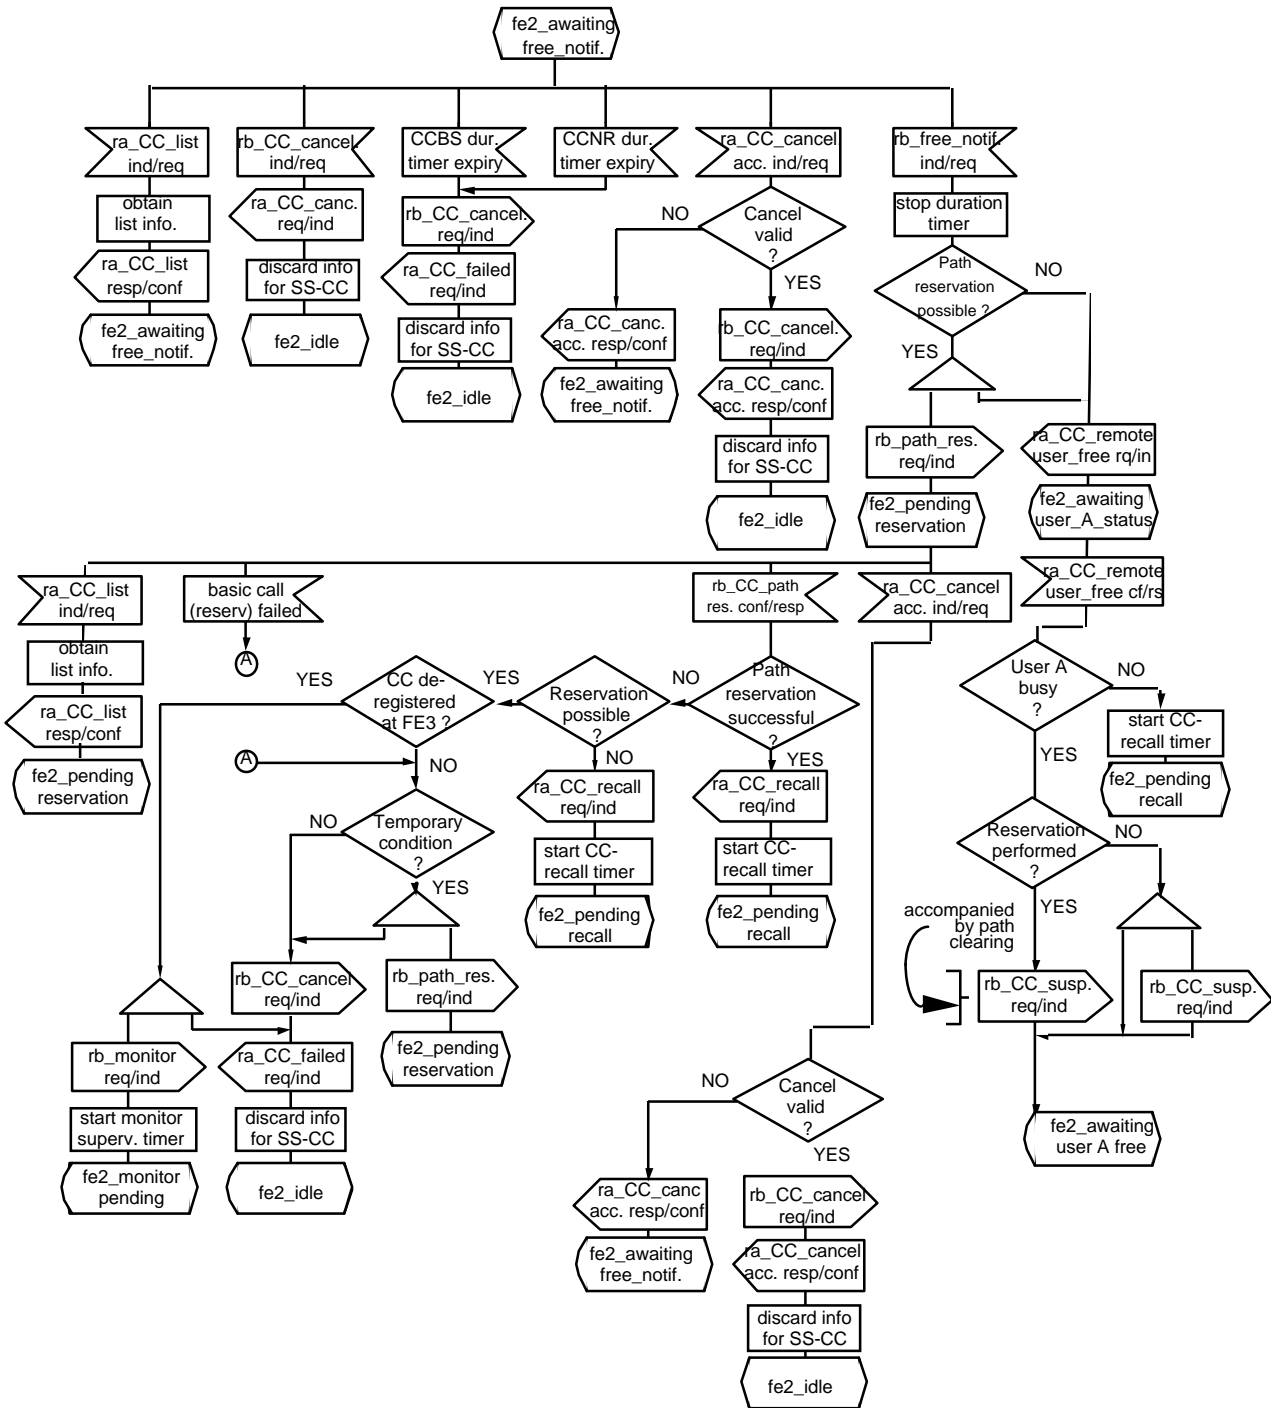 fe2_awaiting
free_notif.
ra_CC_list
ind/req
rb_CC_cancel.
ind/req
CCBS dur.
timer expiry
CCNR dur.
timer expiry
ra_CC_cancel
acc. ind/req
rb_free_notif.
ind/req
obtain
list info.
ra_CC_canc.
req/ind
rb_CC_cancel.
req/ind
NO
Cancel
valid
?
YES
stop duration
timer
ra_CC_list
resp/conf
discard info
for SS-CC
ra_CC_failed
req/ind
Path
reservation
possible ?
NO
YES
fe2_awaiting
free_notif.
fe2_idle
discard info
for SS-CC
fe2_idle
ra_CC_canc.
acc. resp/conf
fe2_awaiting
free_notif.
rb_CC_cancel.
req/ind
ra_CC_canc.
acc. resp/conf
discard info
for SS-CC
fe2_idle
rb_path_res.
req/ind
fe2_pending
reservation
ra_CC_remote
user_free rq/in
fe2_awaiting
user_A_status
ra_CC_remote
user_free cf/rs
ra_CC_list
ind/req
basic call
(reserv) failed
rb_CC_path
res. conf/resp
ra_CC_cancel
acc. ind/req
obtain
list info.
A
ra_CC_list
resp/conf
fe2_pending
reservation
YES
CC de-
registered
at FE3 ?
YES
Reservation
possible
?
NO
Path
reservation
successful
?
User A
busy
?
NO
start CC-
recall timer
fe2_pending
recall
YES
A
NO
NO
YES
ra_CC_recall
req/ind
start CC-
recall timer
fe2_pending
recall
ra_CC_recall
req/ind
start CC-
recall timer
fe2_pending
recall
NO
Temporary
condition
?
YES
Reservation
performed
?
NO
YES
accompanied
by path
clearing
rb_CC_cancel
req/ind
rb_path_res.
req/ind
rb_CC_susp.
req/ind
rb_CC_susp.
req/ind
rb_monitor
req/ind
ra_CC_failed
req/ind
fe2_pending
reservation
start monitor
superv. timer
discard info
for SS-CC
fe2_monitor
pending
fe2_idle
NO
Cancel
valid
?
YES
fe2_awaiting
user A free
ra_CC_canc
acc. resp/conf
fe2_awaiting
free_notif.
rb_CC_cancel
req/ind
ra_CC_cancel
acc. resp/conf
discard info
for SS-CC
fe2_idle